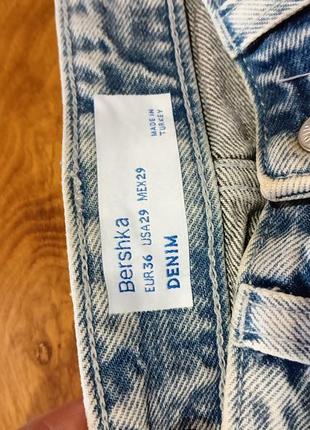 Bershka
EUR36 USA29 MEX29
DENIM
MADE IN
TURKEY